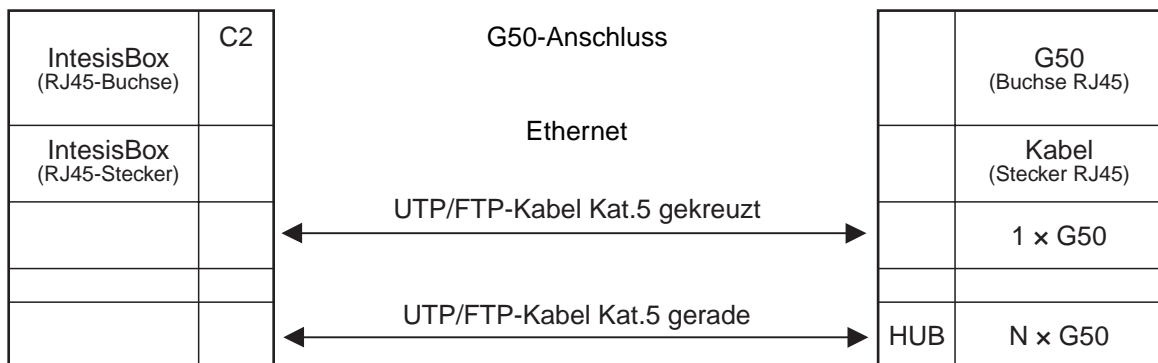 IntesisBox
(RJ45-Buchse)
C2
G50-Anschluss
G50
(Buchse RJ45)
IntesisBox
(RJ45-Stecker)
Ethernet
Kabel
(Stecker RJ45)
UTP/FTP-Kabel Kat.5 gekreuzt
1 × G50
UTP/FTP-Kabel Kat.5 gerade
HUB
N × G50